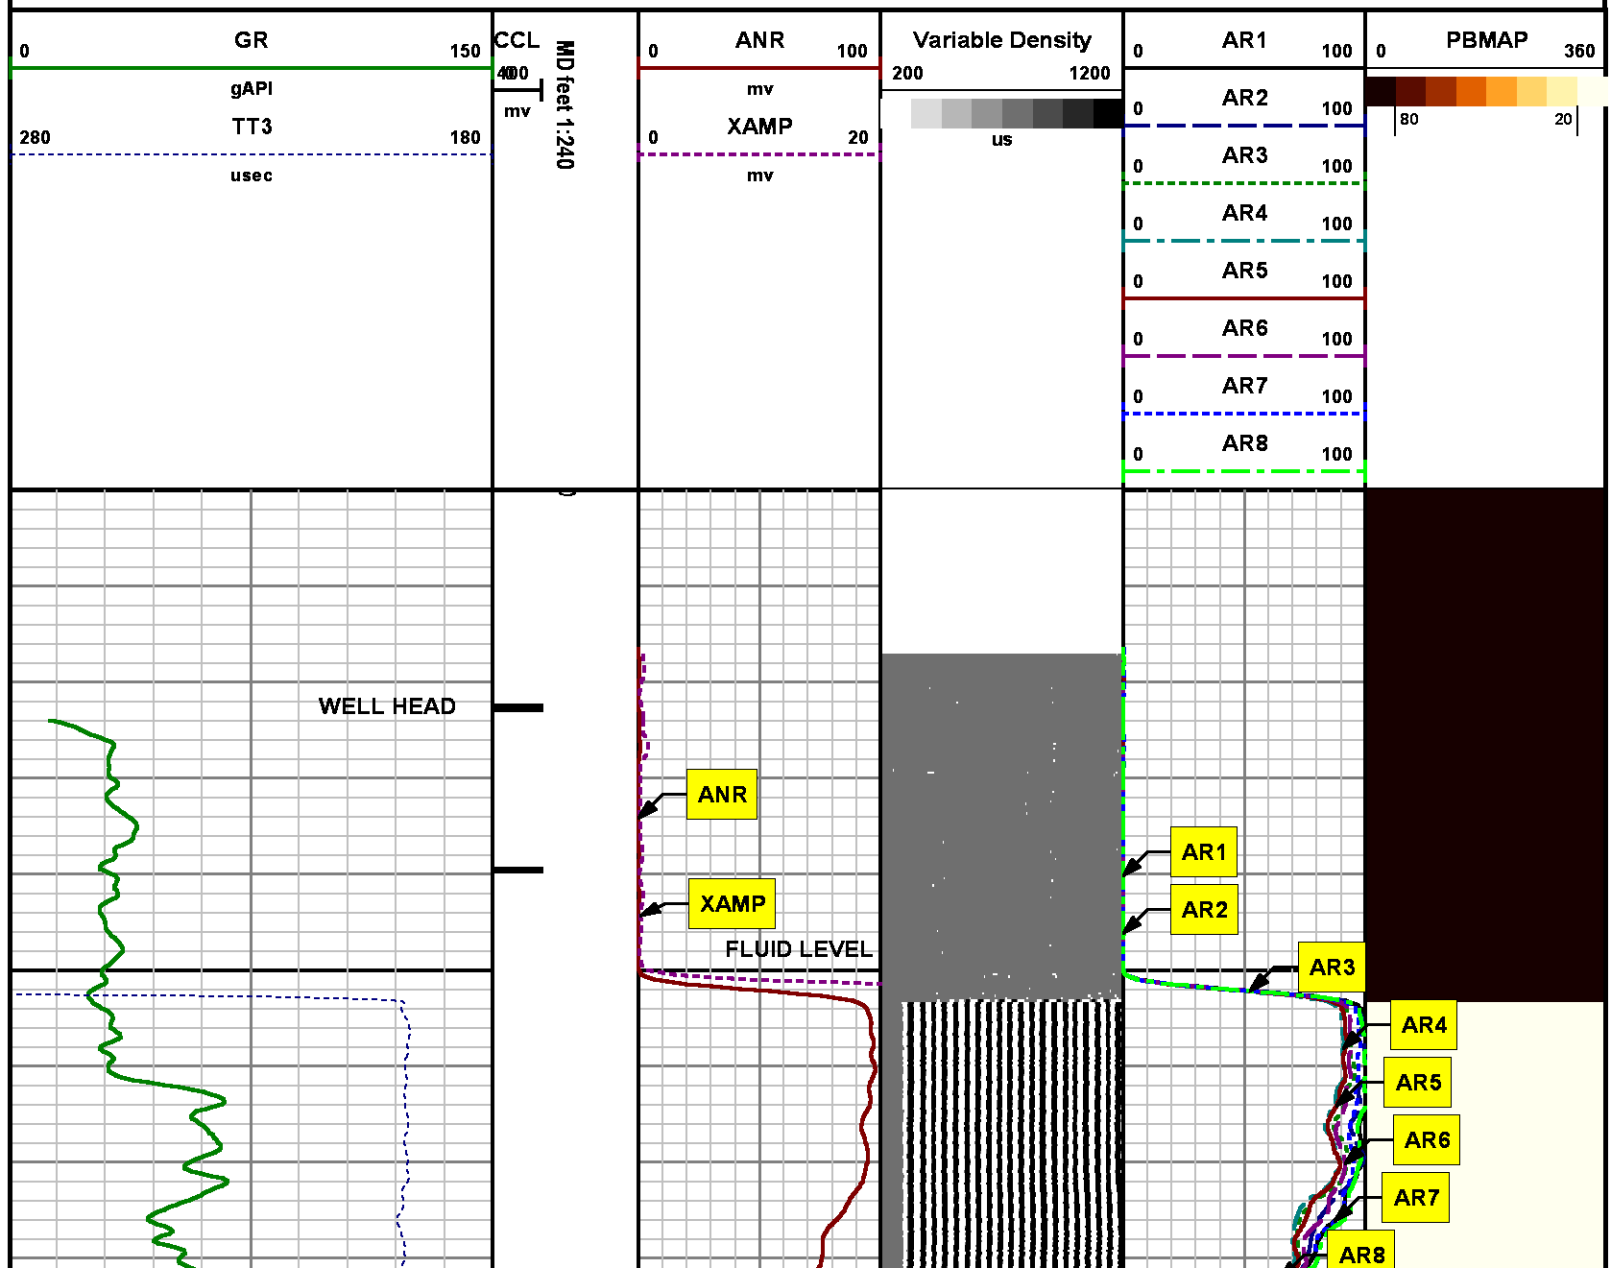 GR
0 150
gAPI
TT3
280 180
usec
CCL
400
mv
MD feet 1:240
ANR
0 100
mv
XAMP
0 20
mv
Variable Density
200 1200
us
AR1
0 100
AR2
0 100
AR3
0 100
AR4
0 100
AR5
0 100
AR6
0 100
AR7
0 100
AR8
0 100
PBMAP
0 360
80 20
WELL HEAD
ANR
XAMP
FLUID LEVEL
AR1
AR2
AR3
AR4
AR5
AR6
AR7
AR8